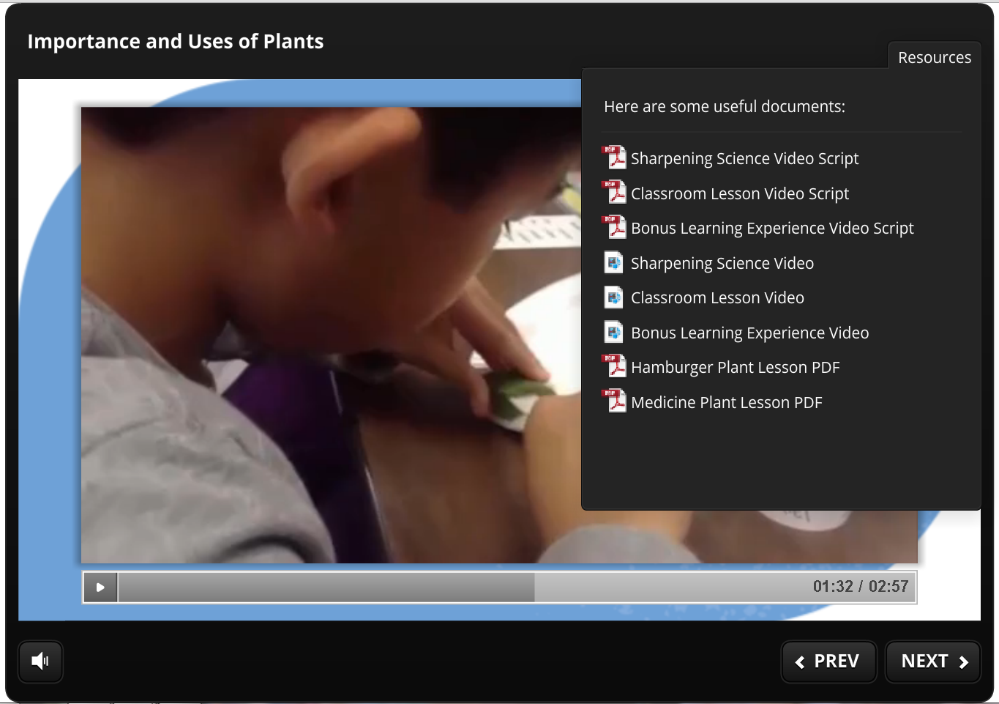 Importance and Uses of Plants
Resources
Here are some useful documents:
Sharpening Science Video Script
Classroom Lesson Video Script
Bonus Learning Experience Video Script
Sharpening Science Video
Classroom Lesson Video
Bonus Learning Experience Video
Hamburger Plant Lesson PDF
Medicine Plant Lesson PDF
01:32 / 02:57
PREV
NEXT